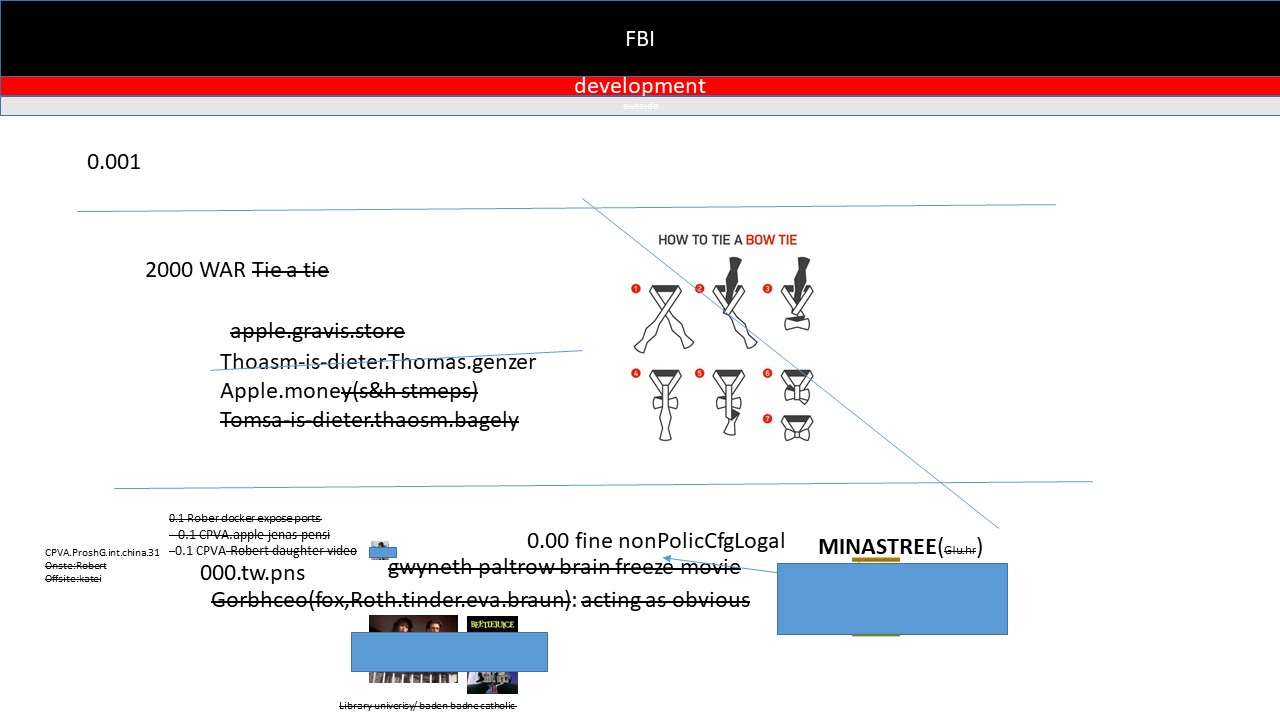 FBI
development
outside
0.001
HOW TO TIE A BOW TIE
2000 WAR Tie a tie
1
2
3
apple.gravis.store
Thoasm-is-dieter.Thomas.genzer
4
5
6
Apple.money(s&h stmeps)
Tomsa-is-dieter.thaosm.bagely
7
0.1 Rober docker expose ports
–0.1 CPVA.apple jenas pensi
–0.1 CPVA-Robert daughter video
0.00 fine nonPolicCfgLogal
MINASTREE(Glu.hr)
CPVA.ProshG.int.china.31
Onste:Robert
Offsite:katei
000.tw.pns
gwyneth paltrow brain freeze movie
Gorbhceo(fox,Roth.tinder.eva.braun): acting as obvious
BEETLEJUICE
Library univerisy/ baden badne catholic